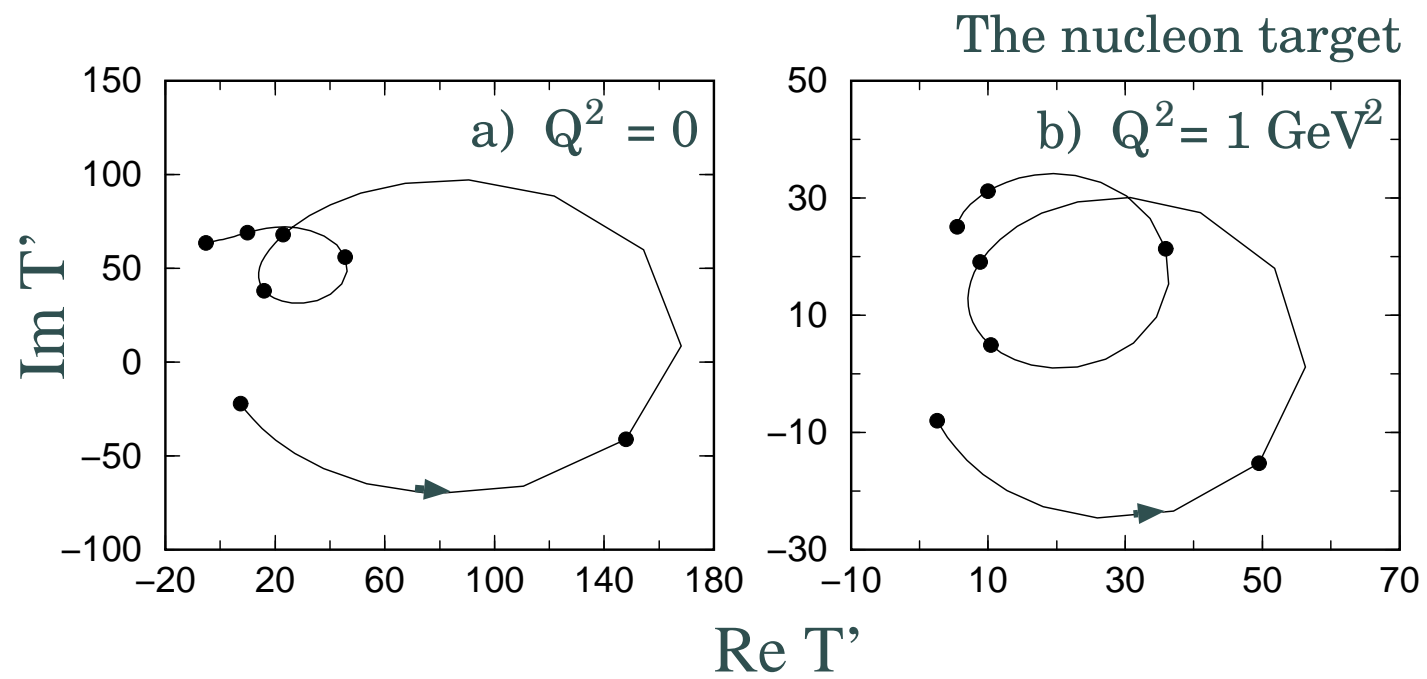 The nucleon target
150
100
50
0
−50
−100
a) Q² = 0
−20 20 60 100 140 180
50
30
10
−10
−30
b) Q² = 1 GeV²
−10 10 30 50 70
Im T’
Re T’